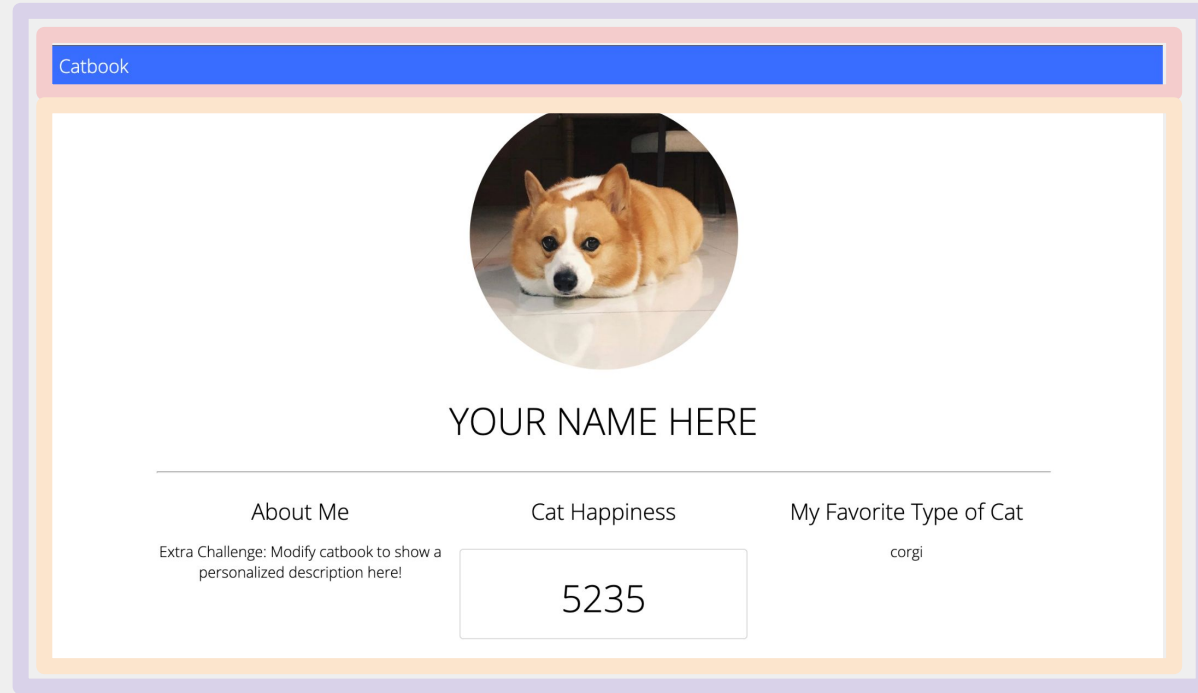 Catbook
YOUR NAME HERE
About Me
Extra Challenge: Modify catbook to show a
personalized description here!
Cat Happiness
5235
My Favorite Type of Cat
corgi